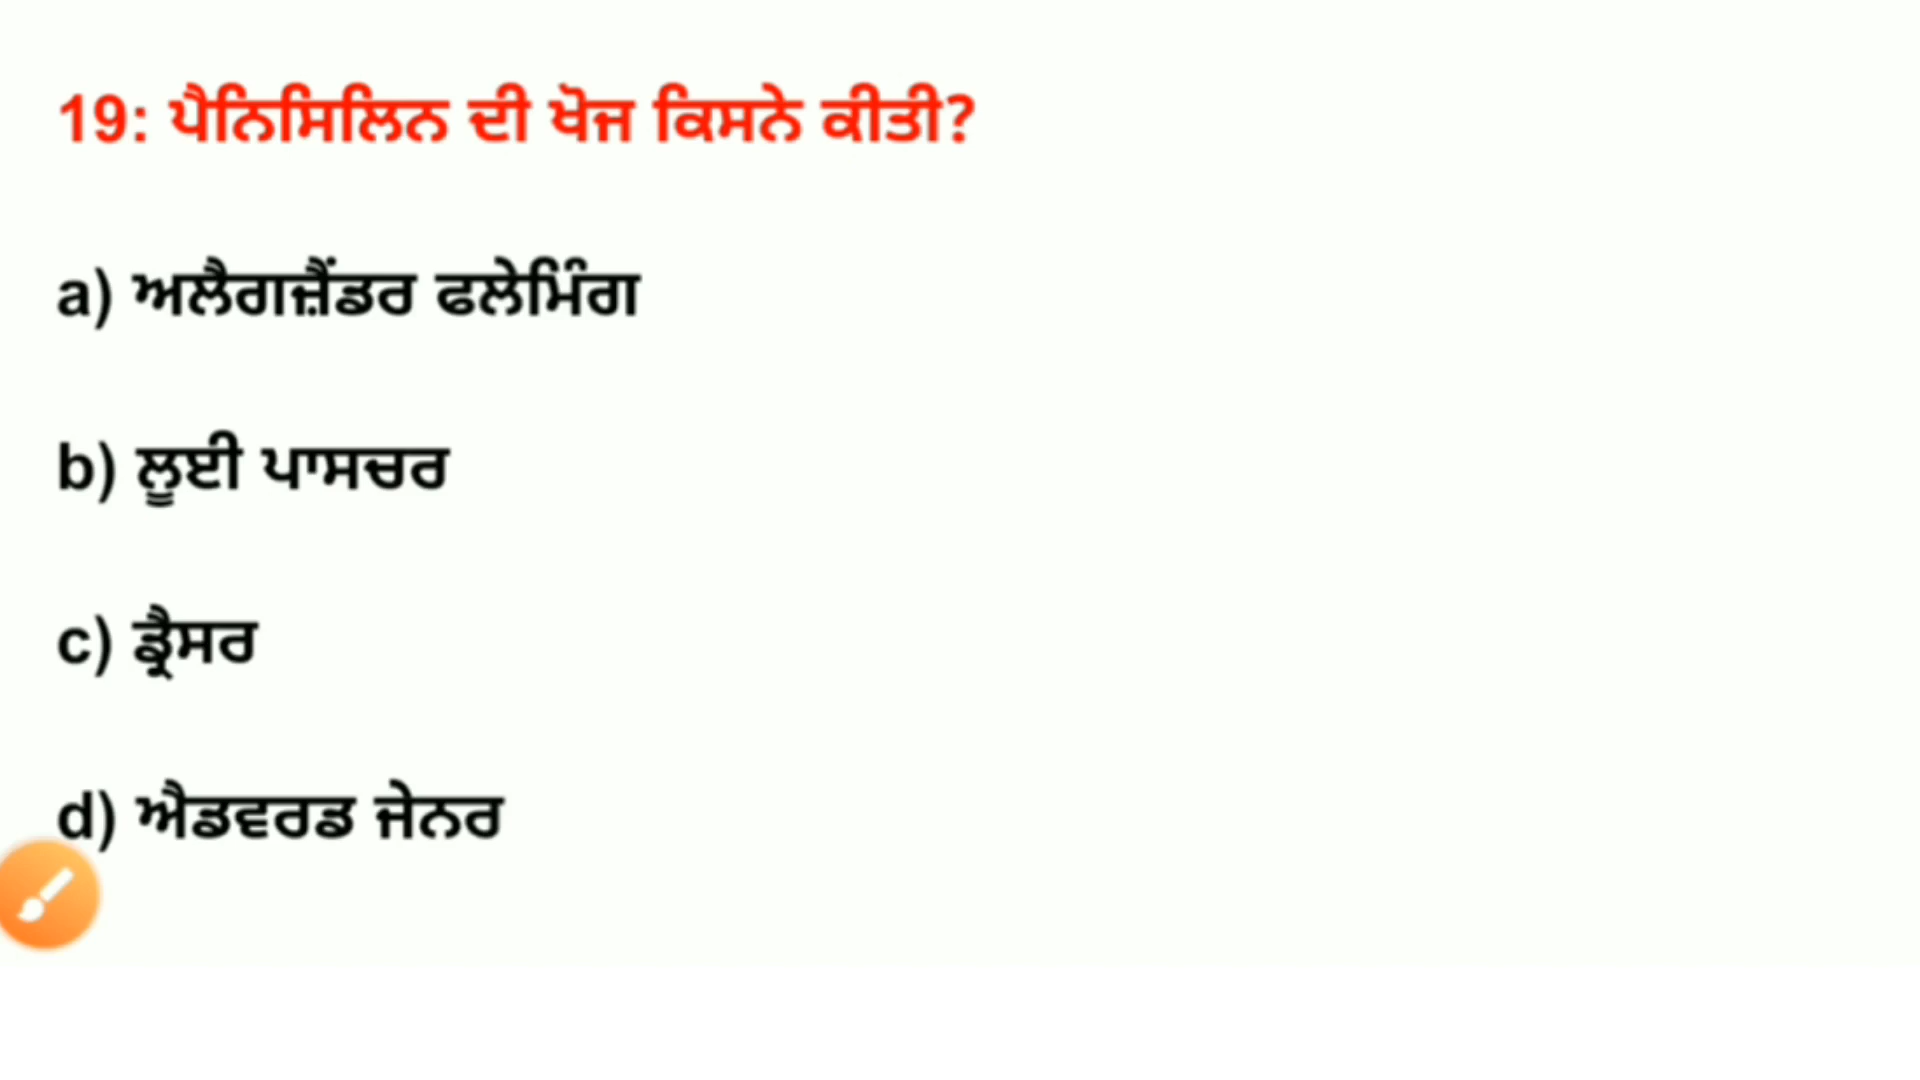 19: ਪੈਨਿਸਿਲਿਨ ਦੀ ਖੋਜ ਕਿਸਨੇ ਕੀਤੀ?
a) ਅਲੈਗਜ਼ੈਂਡਰ ਫਲੇਮਿੰਗ
b) ਲੂਈ ਪਾਸਚਰ
c) ਡ੍ਰੈਸਰ
d) ਐਡਵਰਡ ਜੇਨਰ